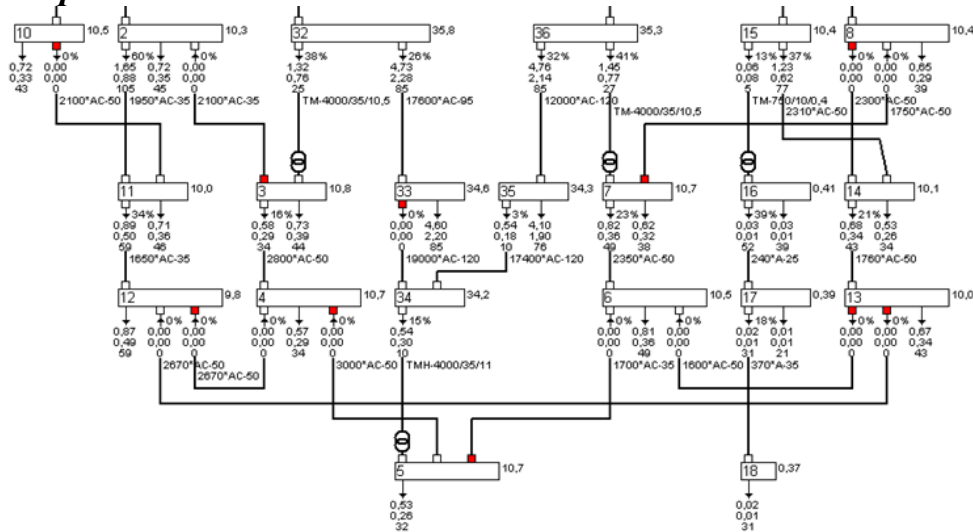 10 10,5 2 10,3 32 35,8 36 35,3 15 10,4 8 10,4
0% 60% 0% 38% 26% 32% 41% 13% 37% 0% 0%
0,72 0,00 1,65 0,72 0,00 1,32 4,73 4,76 1,45 0,06 1,23 0,00 0,00 0,65
0,33 0,00 0,88 0,35 0,00 0,76 2,28 2,14 0,77 0,08 0,62 0,00 0,00 0,29
43 0 105 45 0 25 85 85 27 5 77 0 0 39
2100*AC-50 1950*AC-35 2100*AC-35 17600*AC-95 12000*AC-120 TM-750/10/0,4 2300*AC-50
TM-4000/35/10,5 TM-4000/35/10,5 2310*AC-50 1750*AC-50
11 10,0 3 10,8 33 34,6 35 34,3 7 10,7 16 0,41 14 10,1
34% 16% 0% 3% 23% 39% 21%
0,89 0,71 0,58 0,73 0,00 4,60 0,54 4,10 0,82 0,62 0,03 0,03 0,68 0,53
0,50 0,36 0,29 0,39 0,00 2,20 0,18 1,90 0,36 0,32 0,01 0,01 0,34 0,26
59 46 34 44 0 85 10 76 49 38 52 39 43 34
1650*AC-35 2800*AC-50 19000*AC-120 17400*AC-120 2350*AC-50 240*A-25 1760*AC-50
12 9,8 4 10,7 34 34,2 6 10,5 17 0,39 13 10,0
0% 0% 0% 0% 15% 0% 0% 18% 0% 0%
0,87 0,00 0,00 0,00 0,57 0,00 0,54 0,00 0,81 0,00 0,02 0,01 0,00 0,00 0,67
0,49 0,00 0,00 0,00 0,29 0,00 0,30 0,00 0,36 0,00 0,01 0,01 0,00 0,00 0,34
59 0 0 0 34 0 10 0 49 0 31 21 0 0 43
2670*AC-50 3000*AC-50 TMH-4000/35/11 1700*AC-35 1600*AC-50 370*A-35
2670*AC-50
5 10,7 18 0,37
0,53 0,02
0,26 0,01
32 31